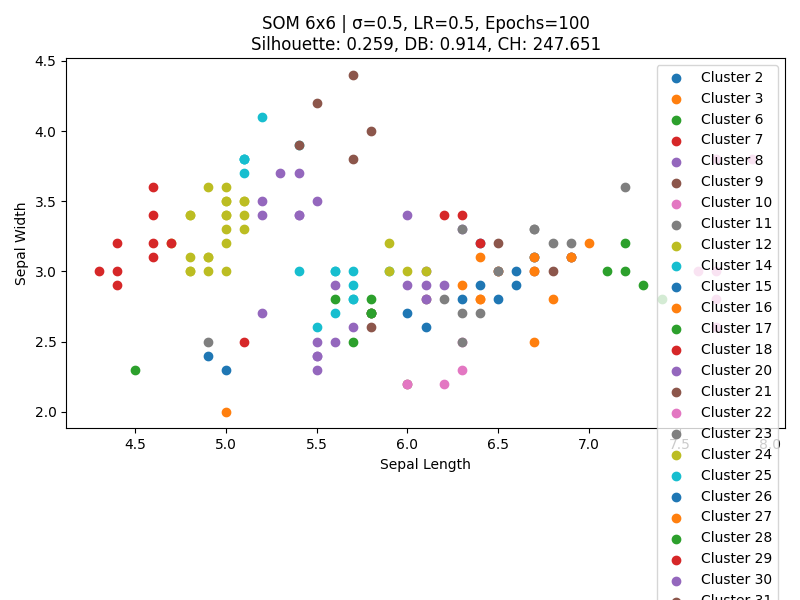 SOM 6x6 | σ=0.5, LR=0.5, Epochs=100
Silhouette: 0.259, DB: 0.914, CH: 247.651
4.5
4.0
3.5
3.0
2.5
2.0
Sepal Width
4.5
5.0
5.5
6.0
6.5
7.0
7.5
8.0
Sepal Length
Cluster 2
Cluster 3
Cluster 6
Cluster 7
Cluster 8
Cluster 9
Cluster 10
Cluster 11
Cluster 12
Cluster 14
Cluster 15
Cluster 16
Cluster 17
Cluster 18
Cluster 20
Cluster 21
Cluster 22
Cluster 23
Cluster 24
Cluster 25
Cluster 26
Cluster 27
Cluster 28
Cluster 29
Cluster 30
Cluster 31